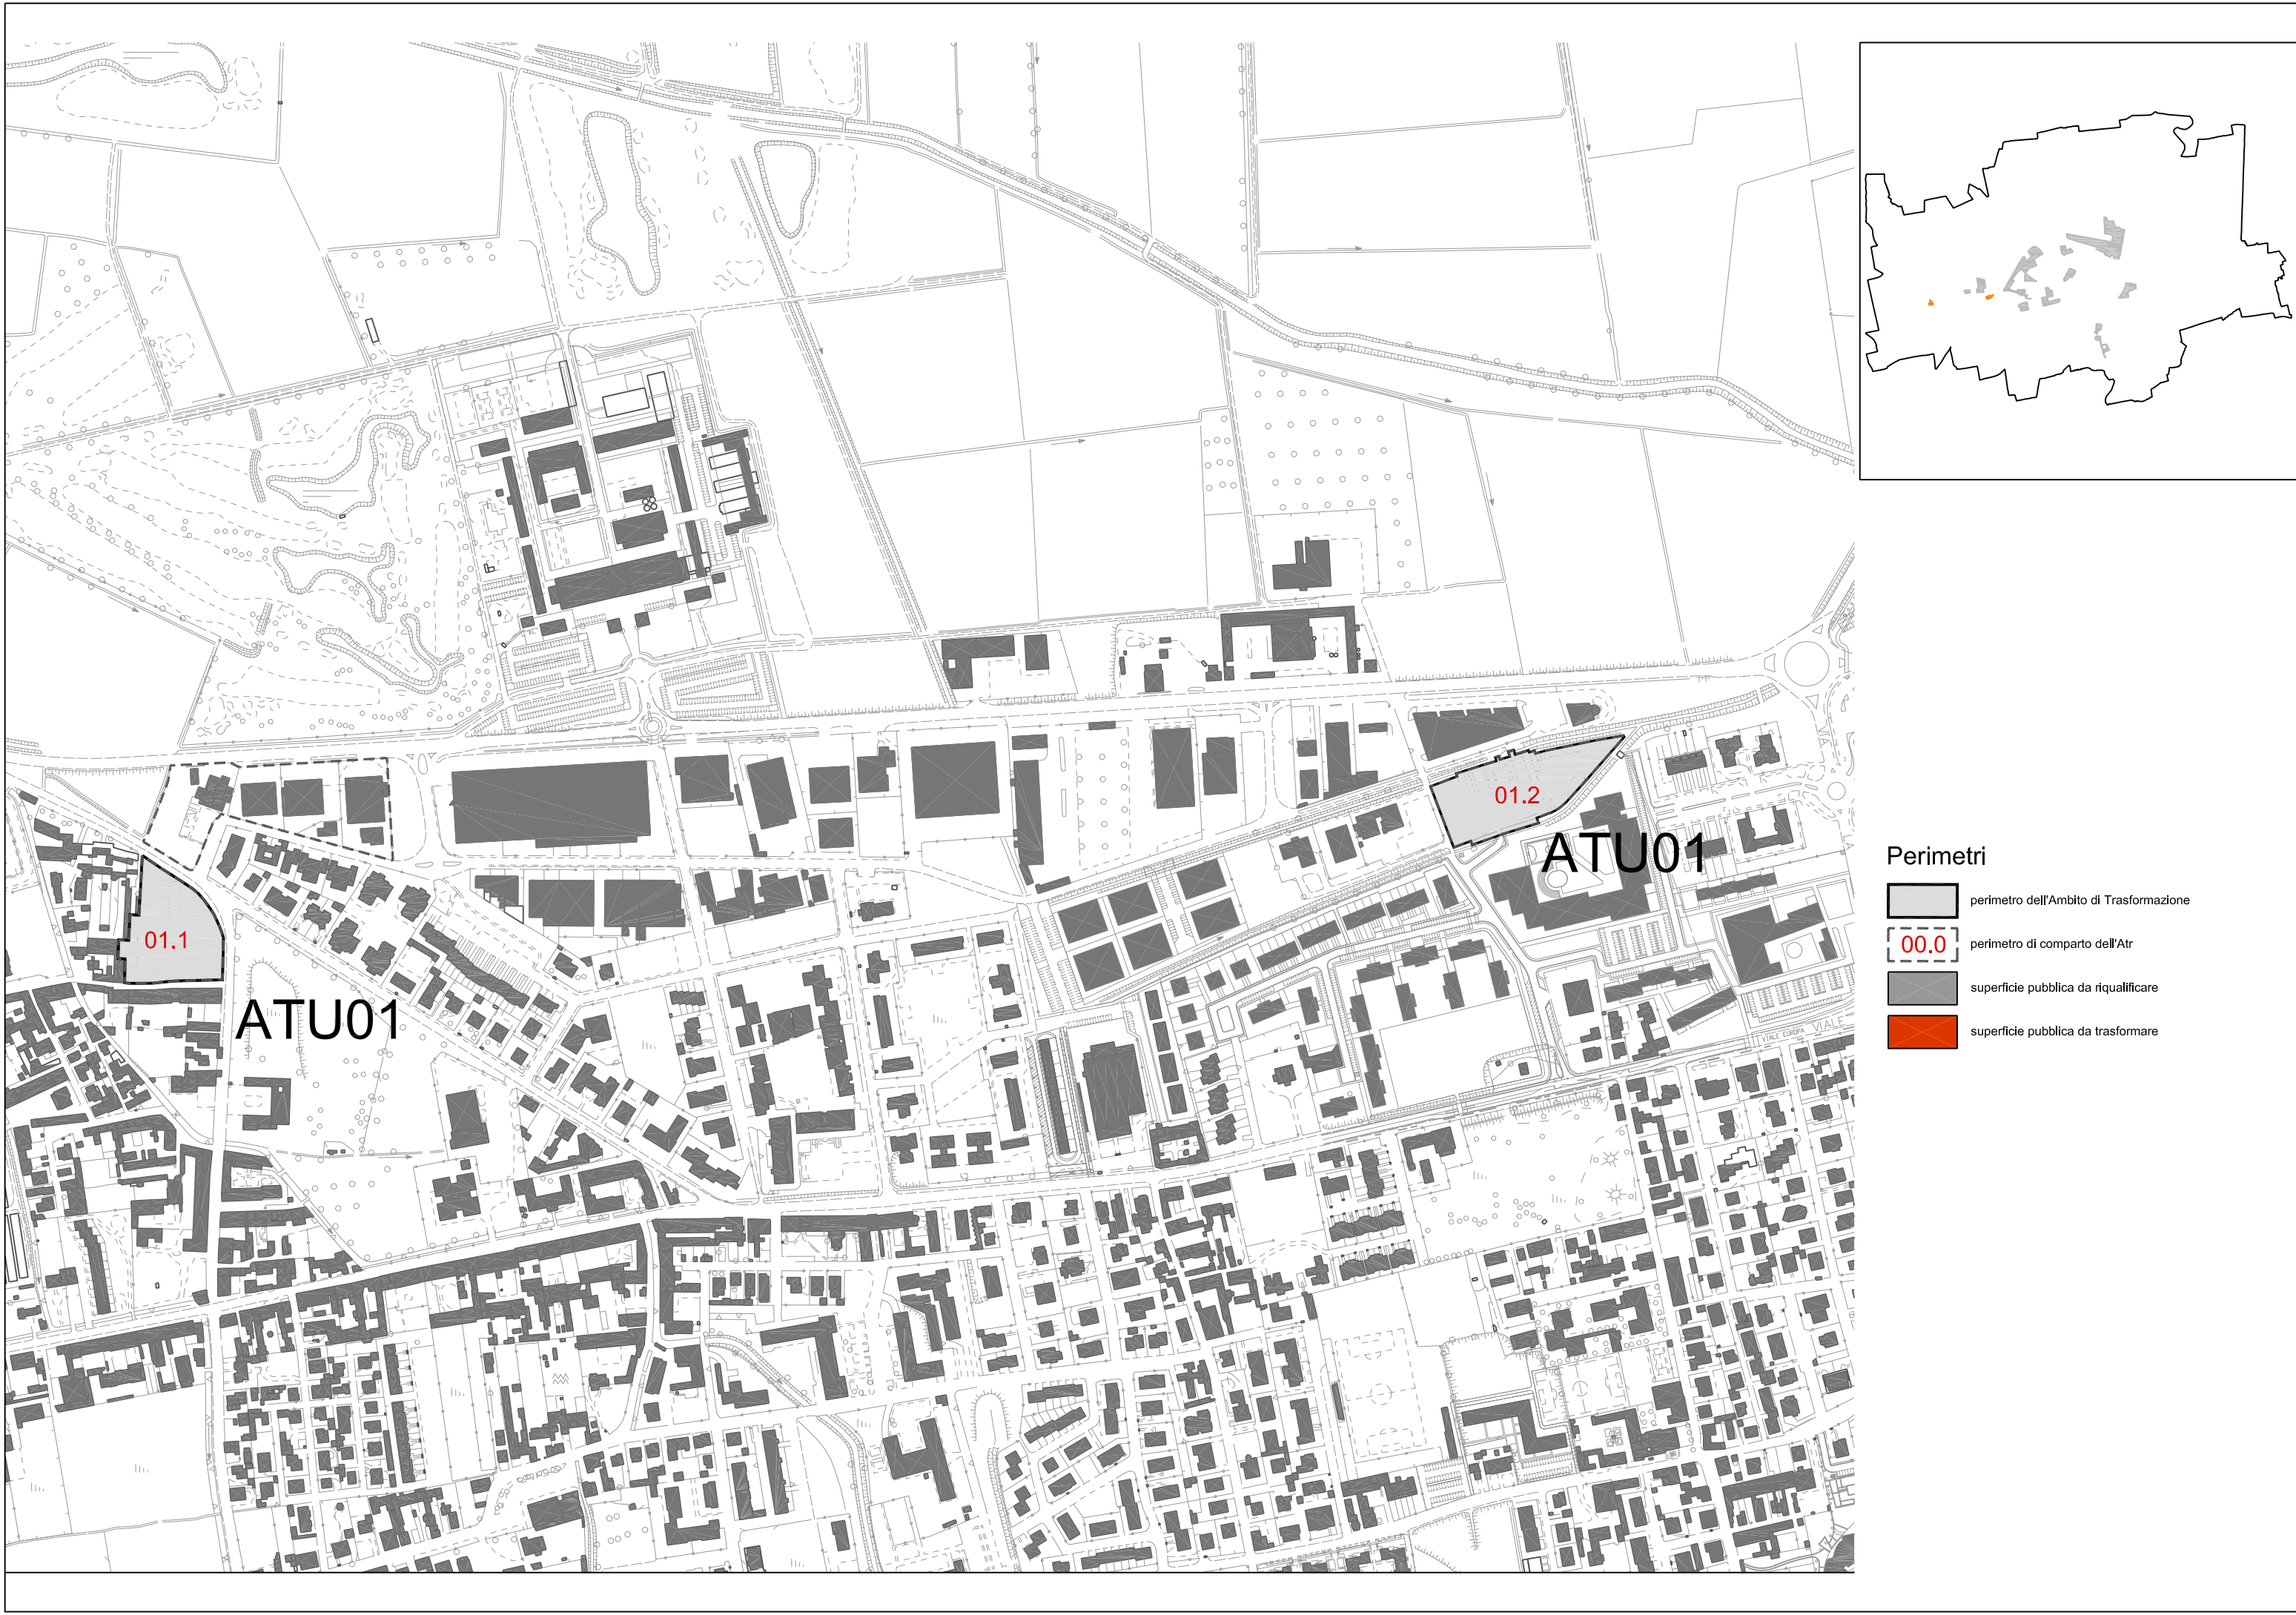 01.2
ATU01
01.1
ATU01
VIALE EUROPA
VIALE
VIA
Perimetri
perimetro dell'Ambito di Trasformazione
00.0
perimetro di comparto dell'Atr
superficie pubblica da riqualificare
superficie pubblica da trasformare